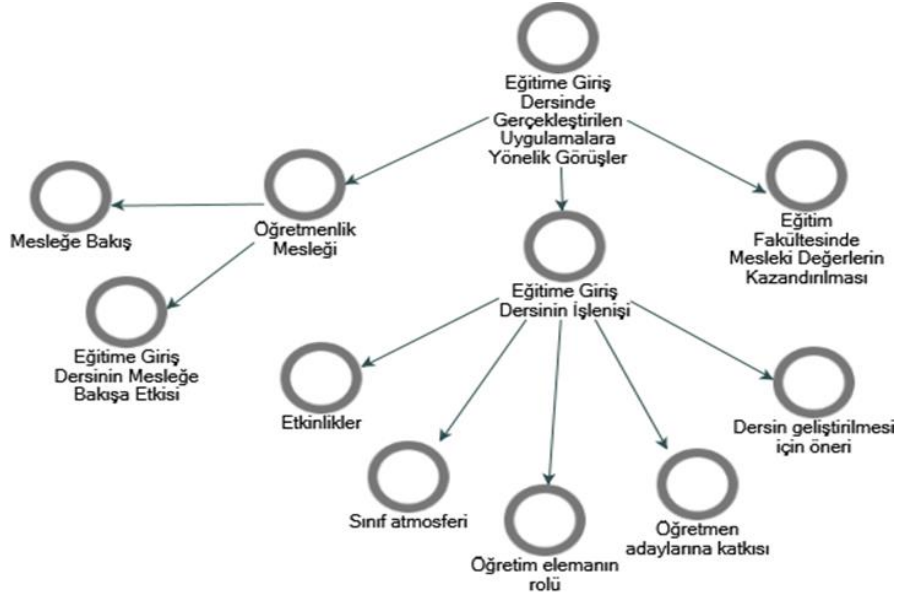 Eğitime Giriş
Dersinde
Gerçekleştirilen
Uygulamalara
Yönelik Görüşler
Mesleğe Bakış
Öğretmenlik
Mesleği
Eğitim
Fakültesinde
Mesleki Değerlerin
Kazandırılması
Eğitime Giriş
Dersinin İşlenişi
Eğitime Giriş
Dersinin Mesleğe
Bakışa Etkisi
Etkinlikler
Dersin geliştirilmesi
için öneri
Sınıf atmosferi
Öğretmen
adaylarına katkısı
Öğretim elemanın
rolü